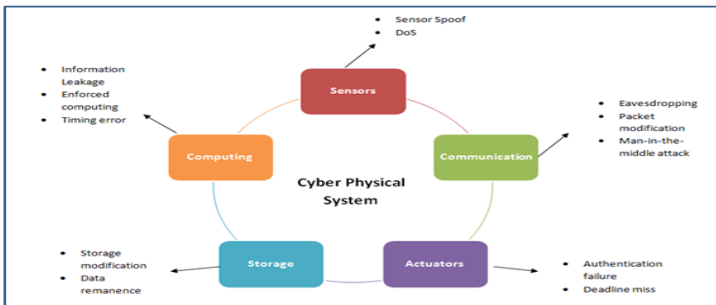 • Sensor Spoof
• DoS
Sensors
• Information
Leakage
• Enforced
computing
• Timing error
• Eavesdropping
• Packet
modification
• Man-in-the-
middle attack
Computing
Communication
Cyber Physical
System
Storage
Actuators
• Storage
modification
• Data
remanence
• Authentication
failure
• Deadline miss